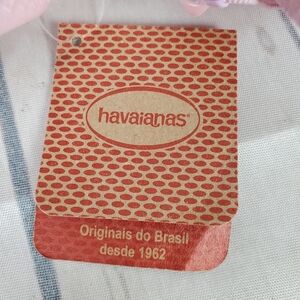 havaianas®
Originais do Brasil
desde 1962